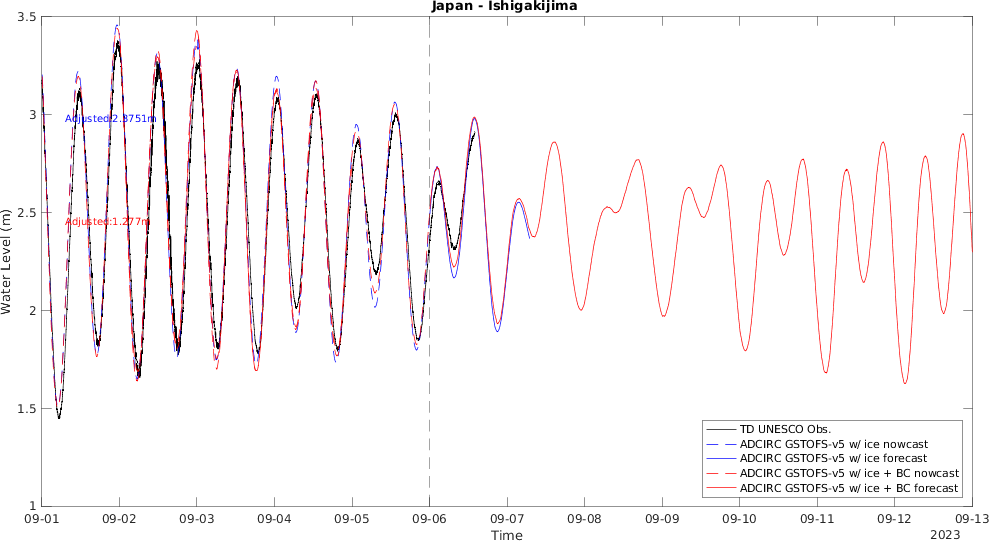 Japan - Ishigakijima
3.5
3
2.5
2
1.5
1
Water Level (m)
Adjusted:2.3751m
Adjusted:1.277m
TD UNESCO Obs.
ADCIRC GSTOFS-v5 w/ ice nowcast
ADCIRC GSTOFS-v5 w/ ice forecast
ADCIRC GSTOFS-v5 w/ ice + BC nowcast
ADCIRC GSTOFS-v5 w/ ice + BC forecast
09-01 09-02 09-03 09-04 09-05 09-06 09-07 09-08 09-09 09-10 09-11 09-12 09-13
Time
2023